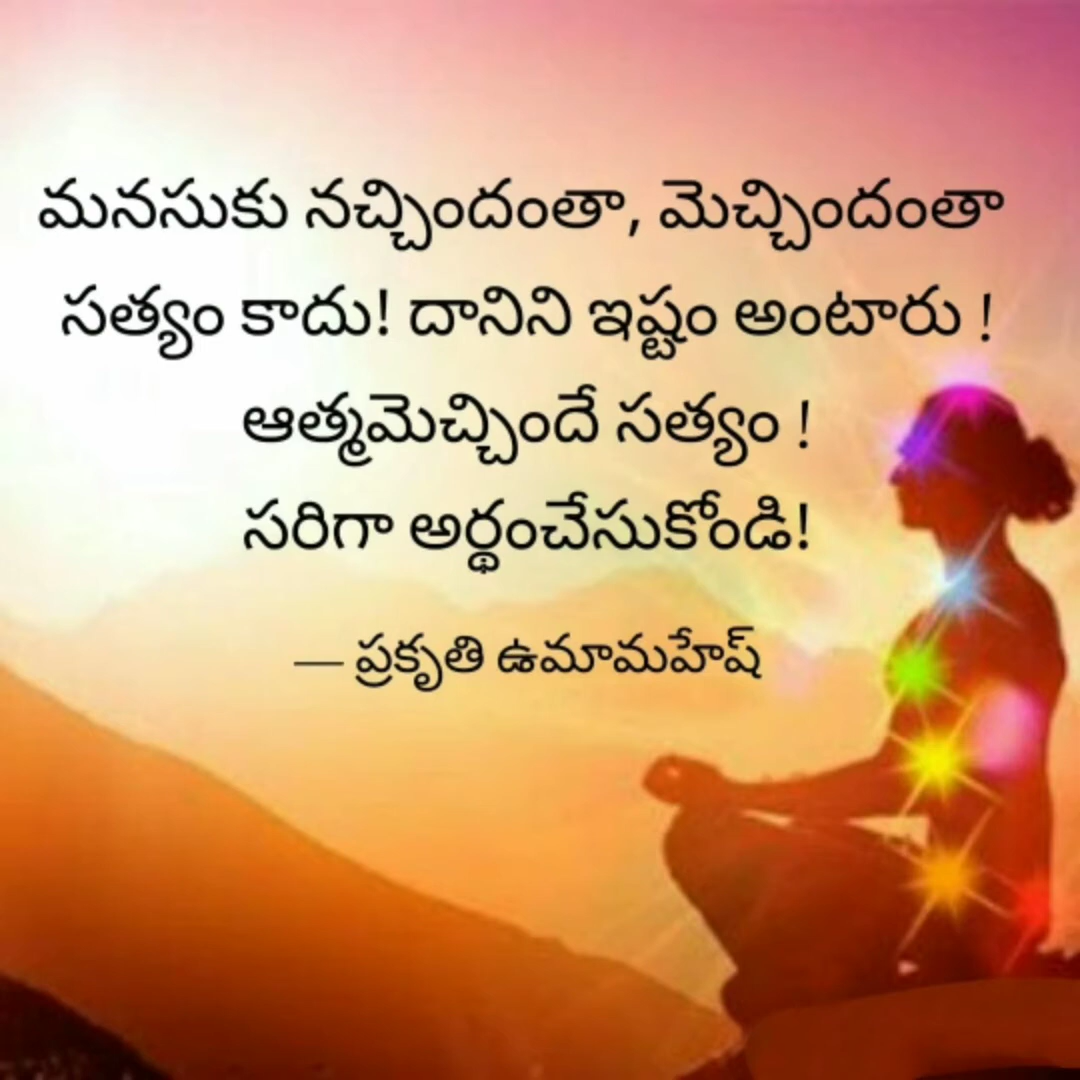 మనసుకు నచ్చిందంతా, మెచ్చిందంతా
సత్యం కాదు! దానిని ఇష్టం అంటారు !
ఆత్మమెచ్చిందే సత్యం !
సరిగా అర్థంచేసుకోండి!
— ప్రకృతి ఉమామహేష్